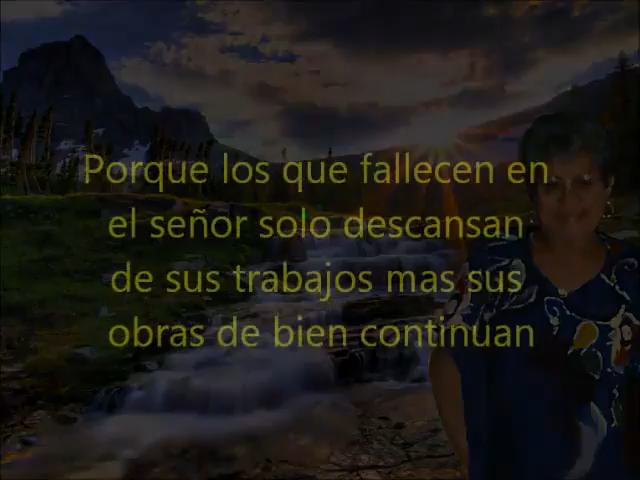 Porque los que fallecen en
el señor solo descansan
de sus trabajos mas sus
obras de bien continuan